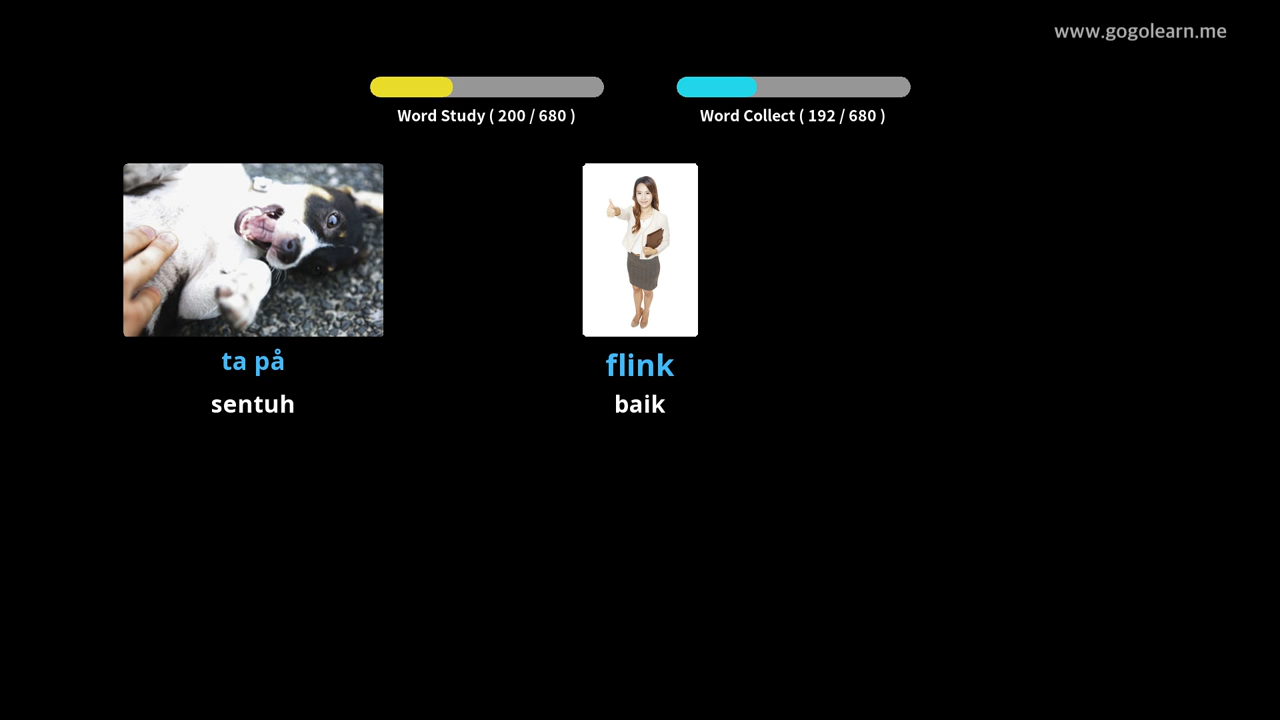 www.gogolearn.me
Word Study ( 200 / 680 )
Word Collect ( 192 / 680 )
ta på
sentuh
flink
baik